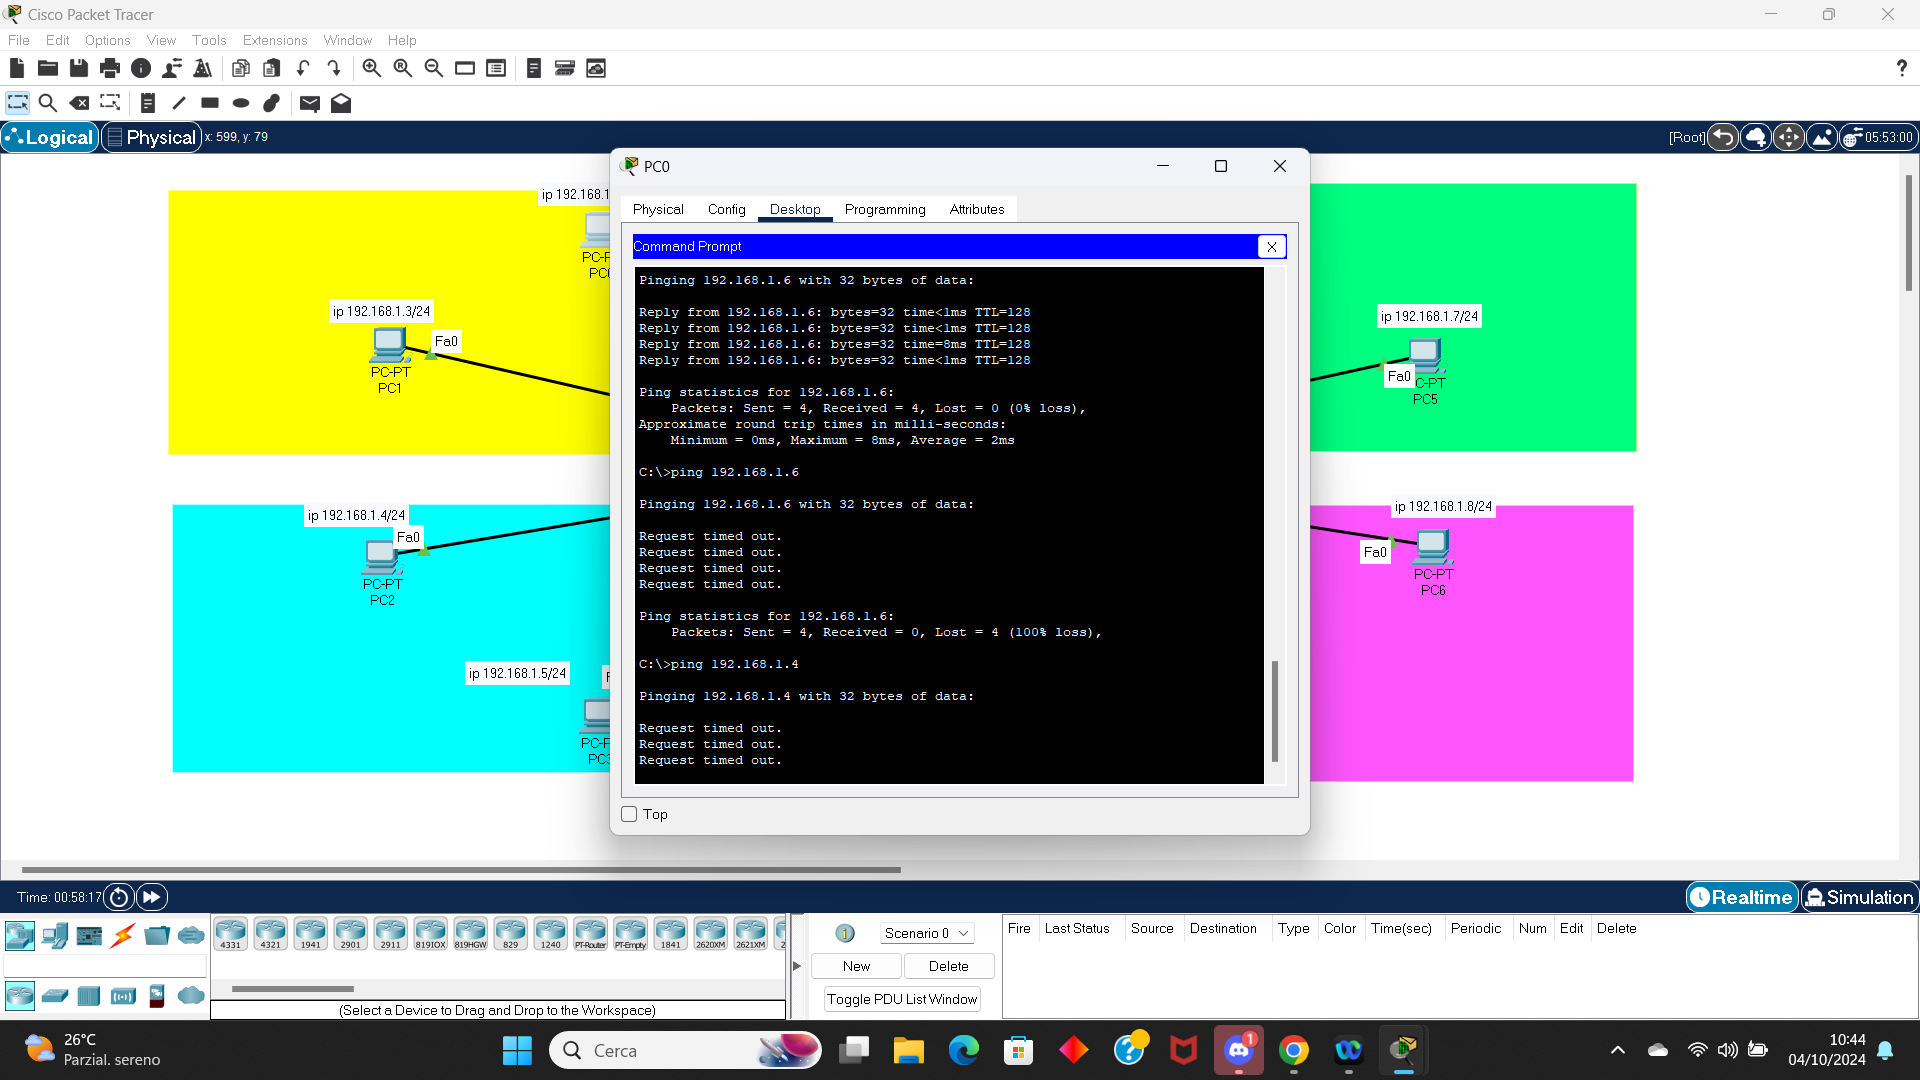 Cisco Packet Tracer
File Edit Options View Tools Extensions Window Help
?
Logical Physical x: 599, y: 79 [Root] 05:53:00
PC0
Physical Config Desktop Programming Attributes
Command Prompt X
Pinging 192.168.1.6 with 32 bytes of data:
Reply from 192.168.1.6: bytes=32 time<1ms TTL=128
Reply from 192.168.1.6: bytes=32 time<1ms TTL=128
Reply from 192.168.1.6: bytes=32 time=8ms TTL=128
Reply from 192.168.1.6: bytes=32 time<1ms TTL=128
Ping statistics for 192.168.1.6:
Packets: Sent = 4, Received = 4, Lost = 0 (0% loss),
Approximate round trip times in milli-seconds:
Minimum = 0ms, Maximum = 8ms, Average = 2ms
C:\>ping 192.168.1.6
Pinging 192.168.1.6 with 32 bytes of data:
Request timed out.
Request timed out.
Request timed out.
Request timed out.
Ping statistics for 192.168.1.6:
Packets: Sent = 4, Received = 0, Lost = 4 (100% loss),
C:\>ping 192.168.1.4
Pinging 192.168.1.4 with 32 bytes of data:
Request timed out.
Request timed out.
Request timed out.
Top
ip 192.168.1
PC-P
PC
ip 192.168.1.3/24
Fa0
PC-PT
PC1
ip 192.168.1.4/24
Fa0
PC-PT
PC2
ip 192.168.1.5/24
F
PC-P
PC3
ip 192.168.1.7/24
Fa0
C-PT
PC5
ip 192.168.1.8/24
Fa0
PC-PT
PC6
Time: 00:58:17 Realtime Simulation
4331 4321 1941 2901 2911 819IOX 819HGW 829 1240 PT-Router PT-Empty 1841 2620XM 2621XM 2
(Select a Device to Drag and Drop to the Workspace)
Scenario 0
New Delete
Toggle PDU List Window
Fire Last Status Source Destination Type Color Time(sec) Periodic Num Edit Delete
26°C
Parzial. sereno
Cerca
1
10:44
04/10/2024